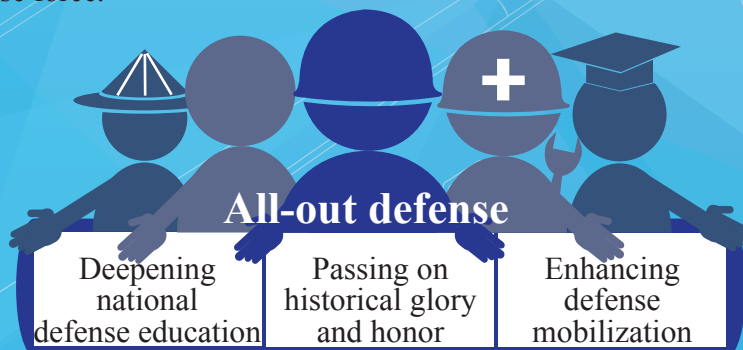 All-out defense
Deepening
national
defense education
Passing on
historical glory
and honor
Enhancing
defense
mobilization